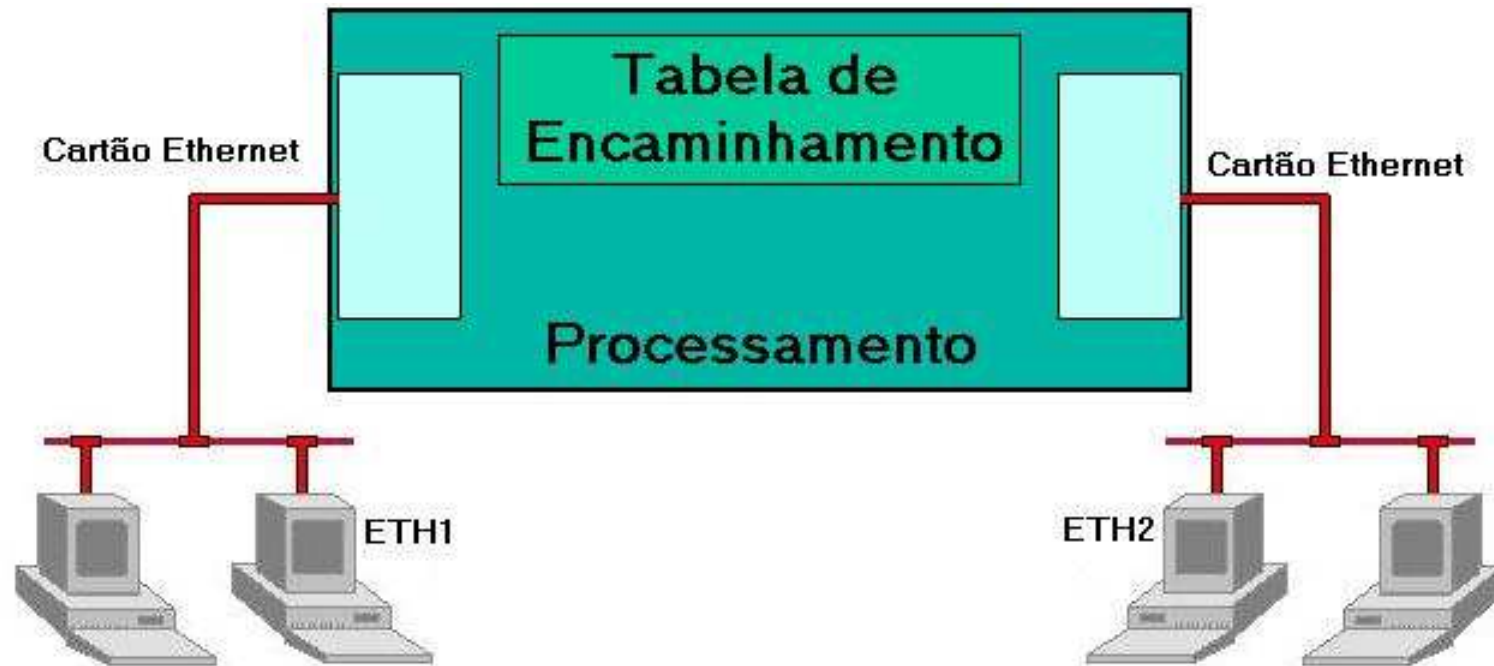 Tabela de
Encaminhamento
Cartão Ethernet
Cartão Ethernet
Processamento
ETH1
ETH2